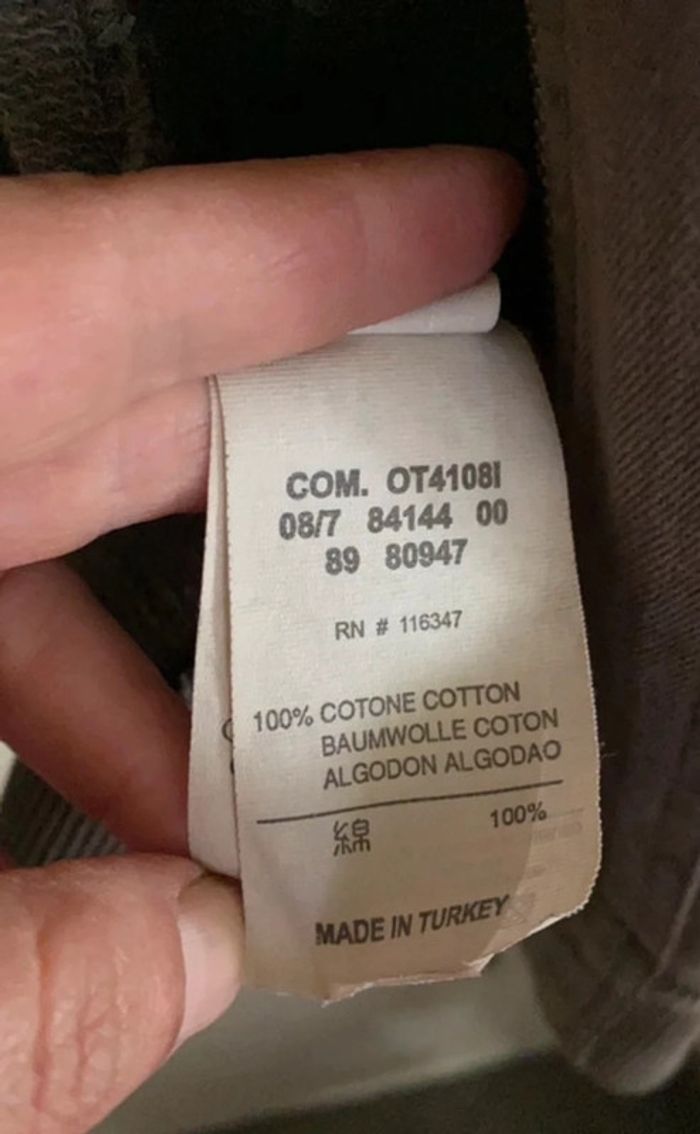 COM. OT4108I
08/7 84144 00
89 80947
RN # 116347
100% COTONE COTTON
BAUMWOLLE COTON
ALGODON ALGODAO
綿 100%
MADE IN TURKEY